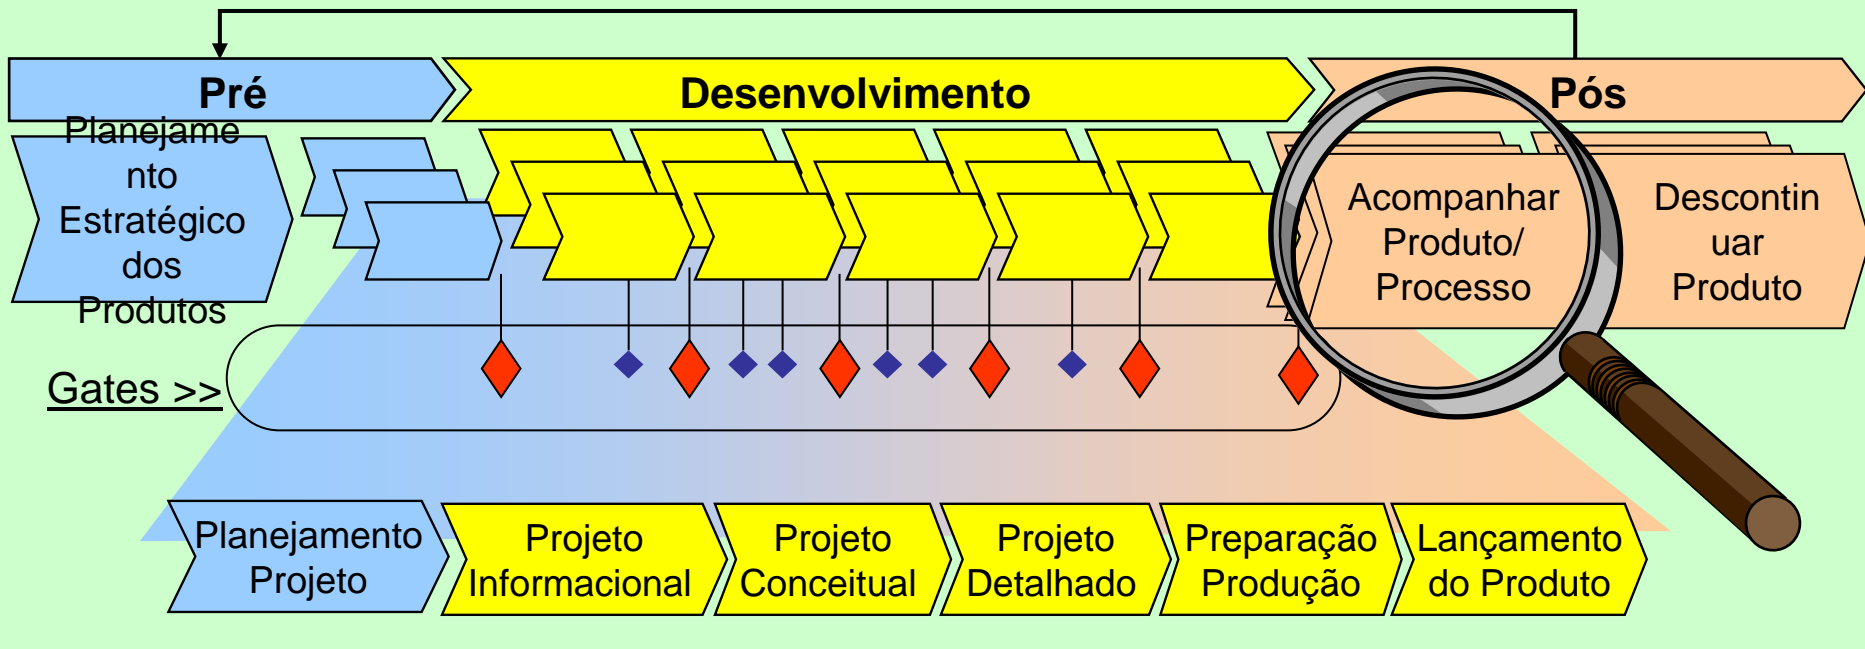 Pré
Desenvolvimento
Pós
Planejame
nto
Estratégico
dos
Produtos
Acompanhar
Produto/
Processo
Descontin
uar
Produto
Gates >>
Planejamento
Projeto
Projeto
Informacional
Projeto
Conceitual
Projeto
Detalhado
Preparação
Produção
Lançamento
do Produto